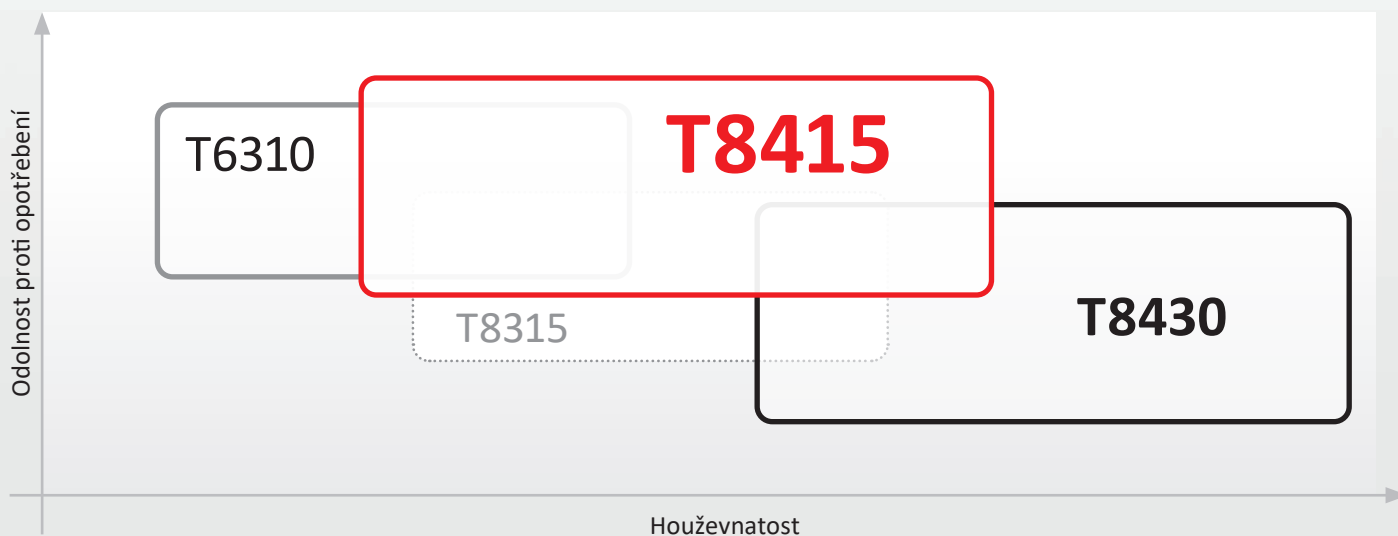 Odolnost proti opotřebení
T6310
T8415
T8315
T8430
Houževnatost